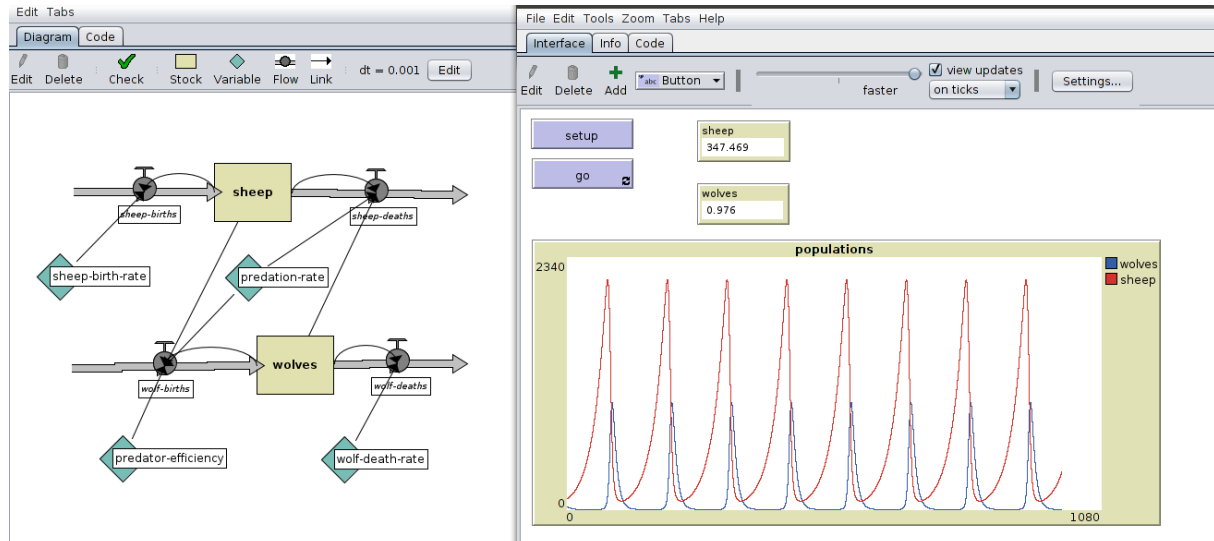 Edit Tabs
Diagram Code
Edit Delete Check Stock Variable Flow Link dt = 0.001 Edit
sheep
sheep-births
sheep-deaths
sheep-birth-rate
predation-rate
wolves
wolf-births
wolf-deaths
predator-efficiency
wolf-death-rate
File Edit Tools Zoom Tabs Help
Interface Info Code
Edit Delete Add abc Button faster view updates
on ticks
Settings...
setup
go
sheep
347.469
wolves
0.976
populations
2340
0
0
1080
wolves
sheep